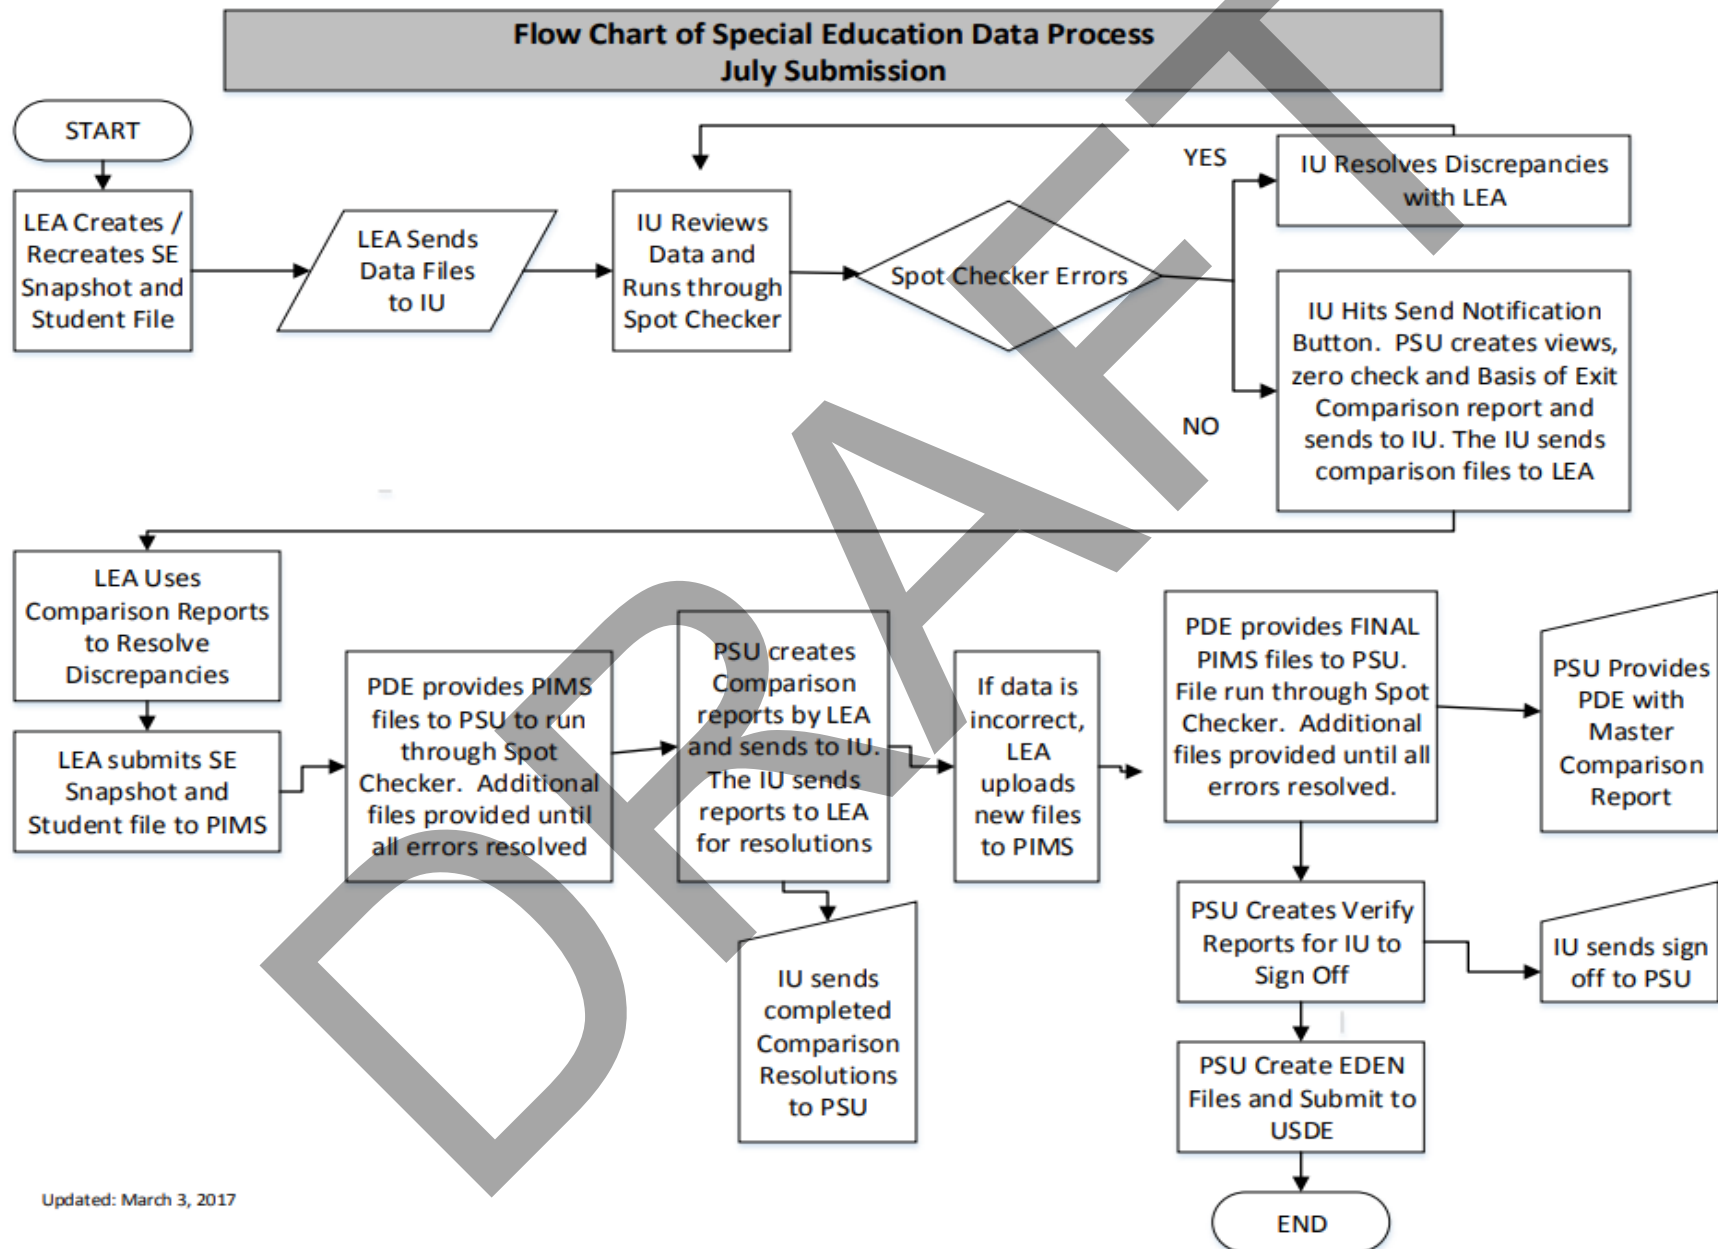 Flow Chart of Special Education Data Process
July Submission
START
LEA Creates /
Recreates SE
Snapshot and
Student File
LEA Sends
Data Files
to IU
IU Reviews
Data and
Runs through
Spot Checker
Spot Checker Errors
YES
IU Resolves Discrepancies
with LEA
NO
IU Hits Send Notification
Button. PSU creates views,
zero check and Basis of Exit
Comparison report and
sends to IU. The IU sends
comparison files to LEA
LEA Uses
Comparison Reports
to Resolve
Discrepancies
LEA submits SE
Snapshot and
Student file to PIMS
PDE provides PIMS
files to PSU to run
through Spot
Checker. Additional
files provided until
all errors resolved
PSU creates
Comparison
reports by LEA
and sends to IU.
The IU sends
reports to LEA
for resolutions
IU sends
completed
Comparison
Resolutions
to PSU
If data is
incorrect,
LEA
uploads
new files
to PIMS
PDE provides FINAL
PIMS files to PSU.
File run through Spot
Checker. Additional
files provided until all
errors resolved.
PSU Provides
PDE with
Master
Comparison
Report
PSU Creates Verify
Reports for IU to
Sign Off
IU sends sign
off to PSU
PSU Create EDEN
Files and Submit to
USDE
END
Updated: March 3, 2017
DRAFT